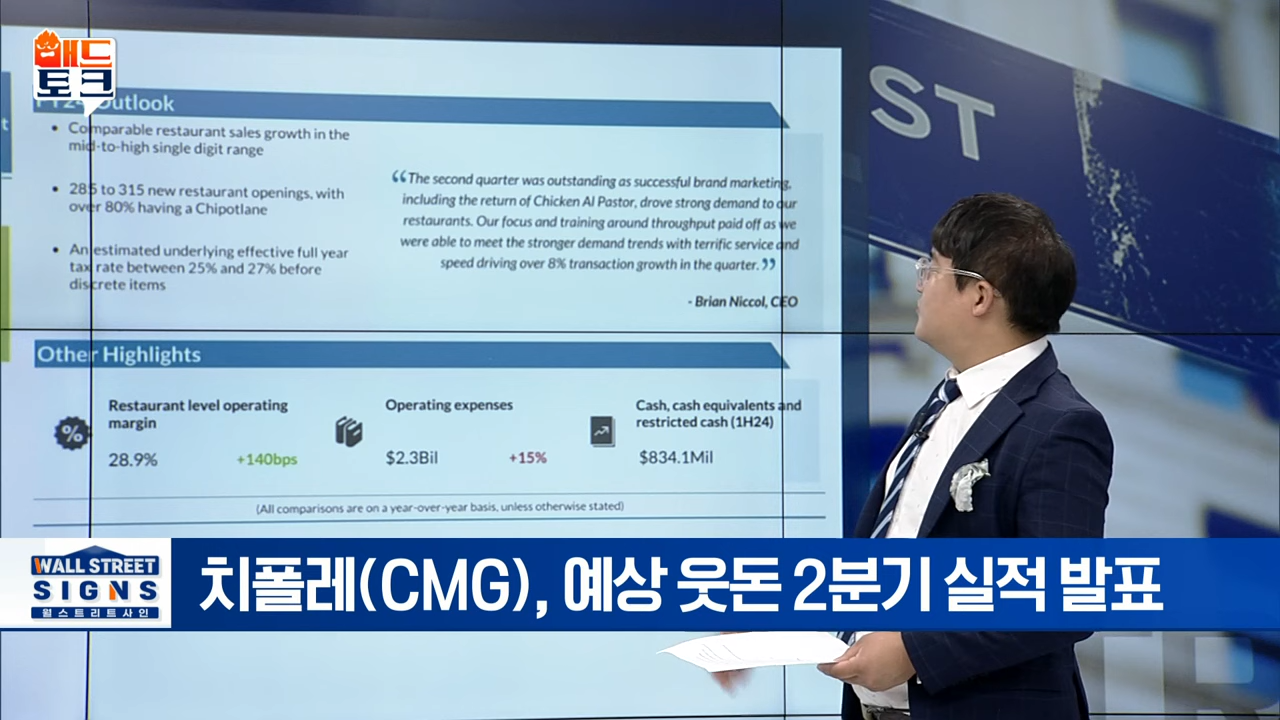 매드
토크
FY24 Outlook
• Comparable restaurant sales growth in the
mid-to-high single digit range
• 285 to 315 new restaurant openings, with
over 80% having a Chipotlane
• An estimated underlying effective full year
tax rate between 25% and 27% before
discrete items
“The second quarter was outstanding as successful brand marketing,
including the return of Chicken Al Pastor, drove strong demand to our
restaurants. Our focus and training around throughput paid off as we
were able to meet the stronger demand trends with terrific service and
speed driving over 8% transaction growth in the quarter.”
- Brian Niccol, CEO
ST
Other Highlights
Restaurant level operating
margin
28.9% +140bps
Operating expenses
$2.3Bil +15%
Cash, cash equivalents and
restricted cash (1H24)
$834.1Mil
%
(All comparisons are on a year-over-year basis, unless otherwise stated)
WALL STREET
SIGNS
월스트리트사인
치폴레(CMG), 예상 웃돈 2분기 실적 발표